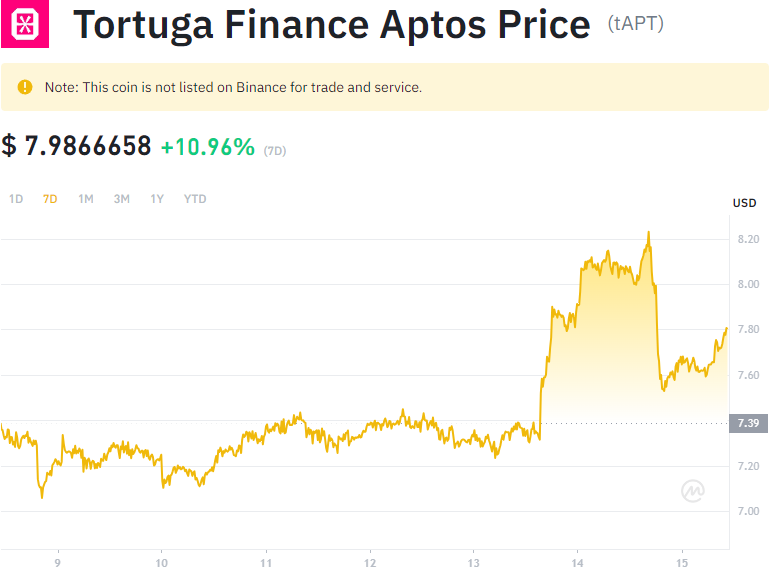 Tortuga Finance Aptos Price (tAPT)
Note: This coin is not listed on Binance for trade and service.
$ 7.9866658 +10.96% (7D)
1D 7D 1M 3M 1Y YTD
USD
8.20
8.00
7.80
7.60
7.39
7.20
7.00
9 10 11 12 13 14 15